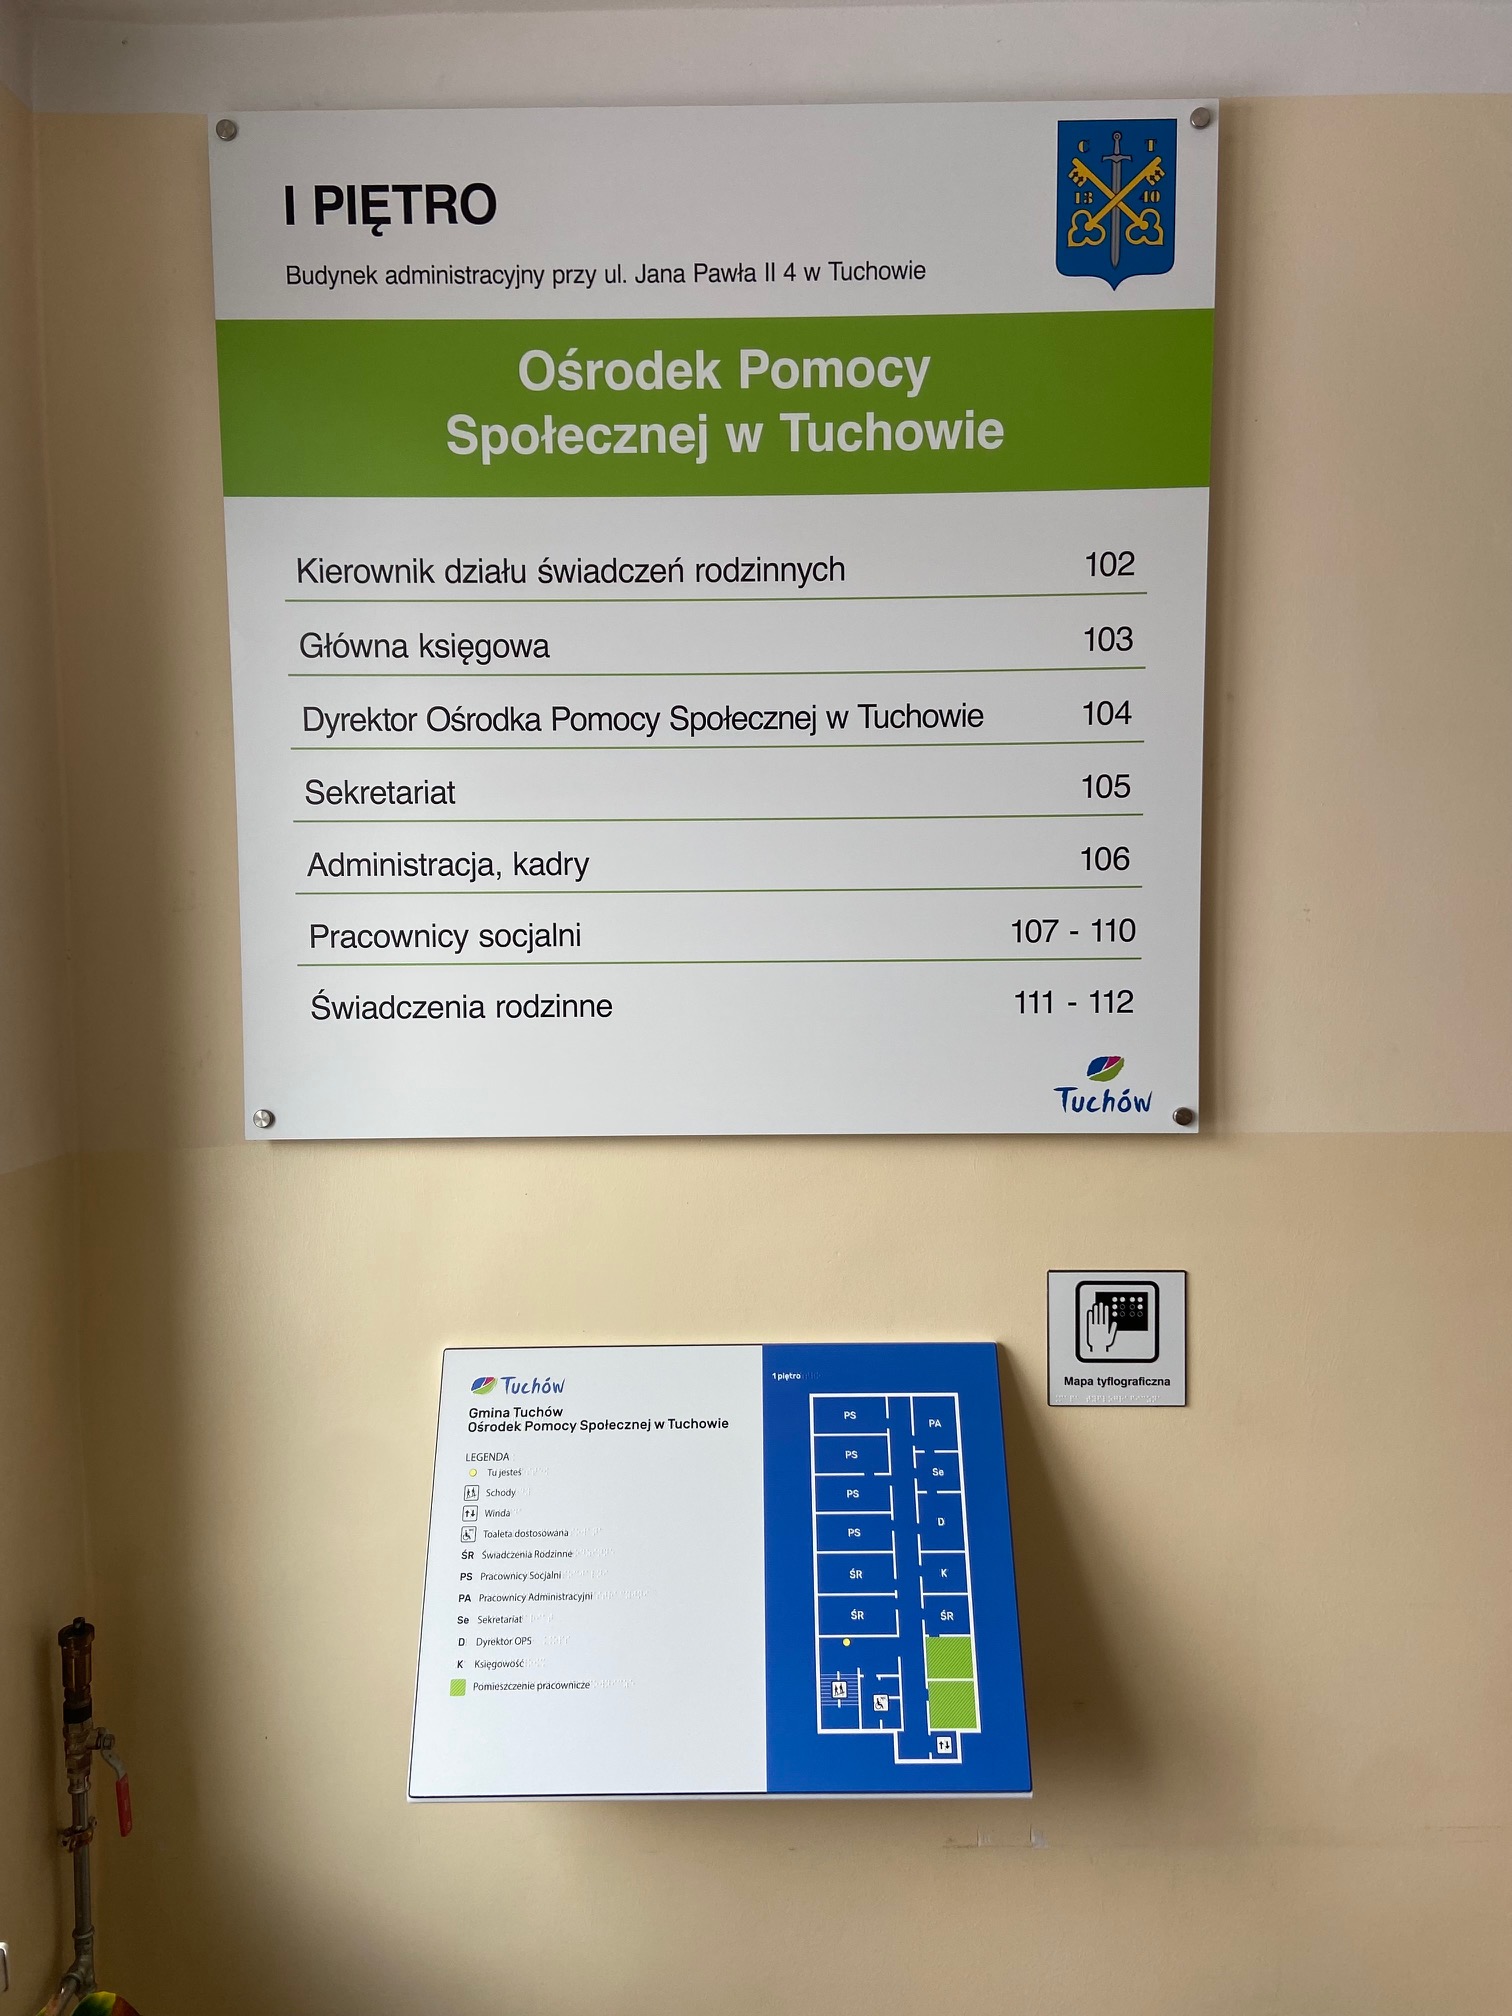 C T
13 40
I PIĘTRO
Budynek administracyjny przy ul. Jana Pawła II 4 w Tuchowie
Ośrodek Pomocy
Społecznej w Tuchowie
Kierownik działu świadczeń rodzinnych 102
Główna księgowa 103
Dyrektor Ośrodka Pomocy Społecznej w Tuchowie 104
Sekretariat 105
Administracja, kadry 106
Pracownicy socjalni 107 - 110
Świadczenia rodzinne 111 - 112
Tuchów
Mapa tyflograficzna
Tuchów
Gmina Tuchów
Ośrodek Pomocy Społecznej w Tuchowie
LEGENDA
Tu jesteś
Schody
Winda
Toaleta dostosowana
ŚR Świadczenia Rodzinne
PS Pracownicy Socjalni
PA Pracownicy Administracyjni
Se Sekretariat
D Dyrektor OPS
K Księgowość
Pomieszczenie pracownicze
1 piętro
PS PA
PS Se
PS D
PS K
ŚR ŚR
ŚR